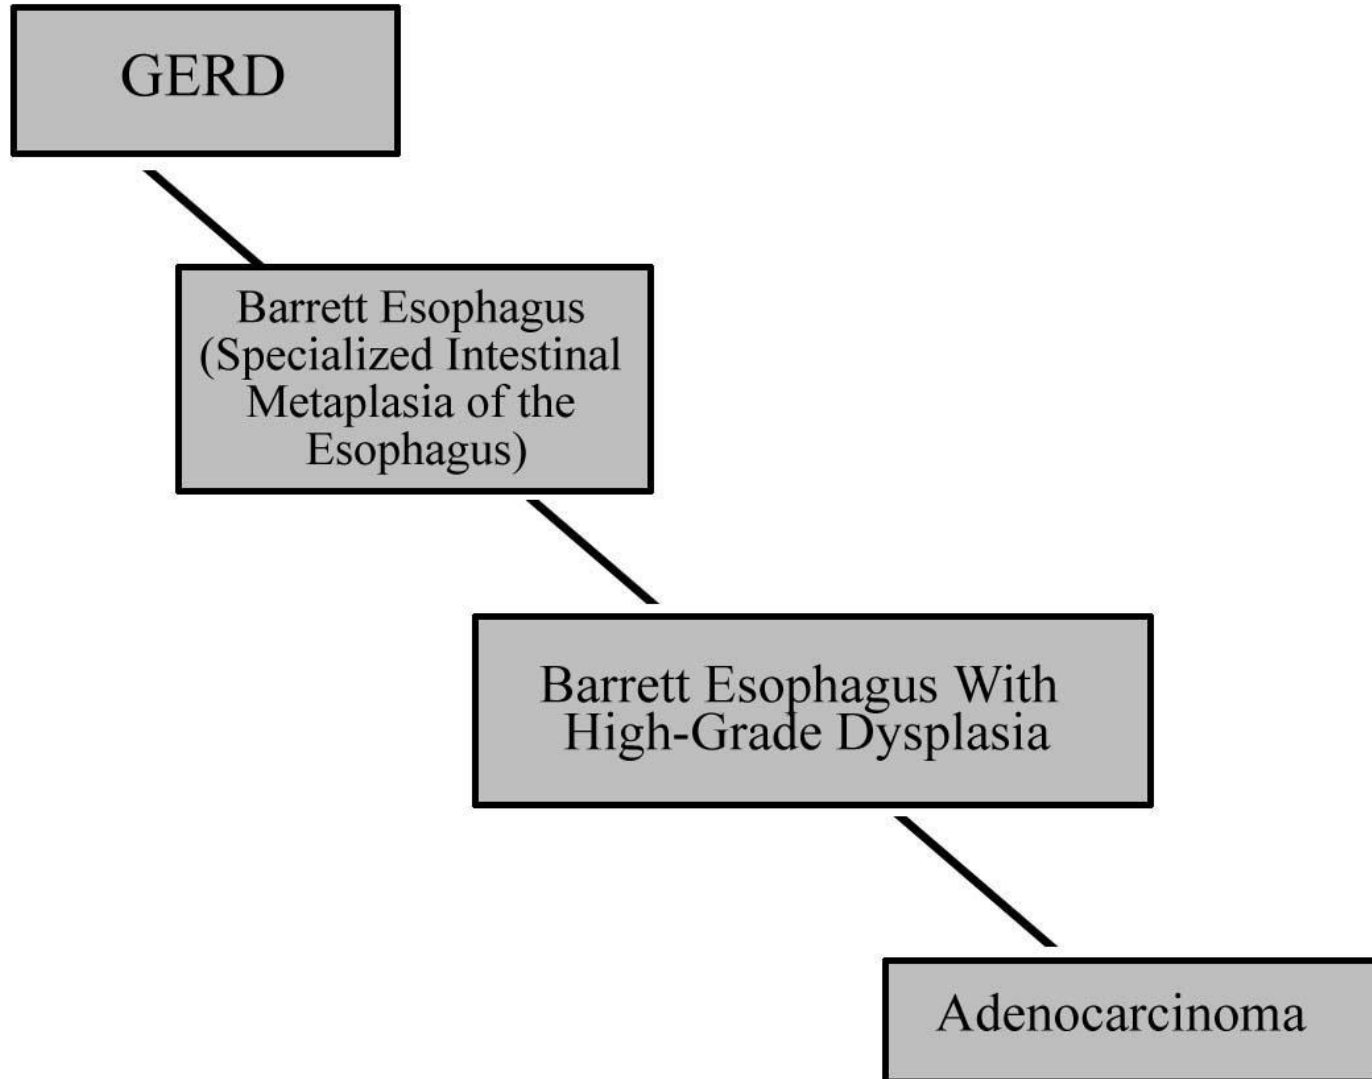 GERD
Barrett Esophagus
(Specialized Intestinal
Metaplasia of the
Esophagus)
Barrett Esophagus With
High-Grade Dysplasia
Adenocarcinoma